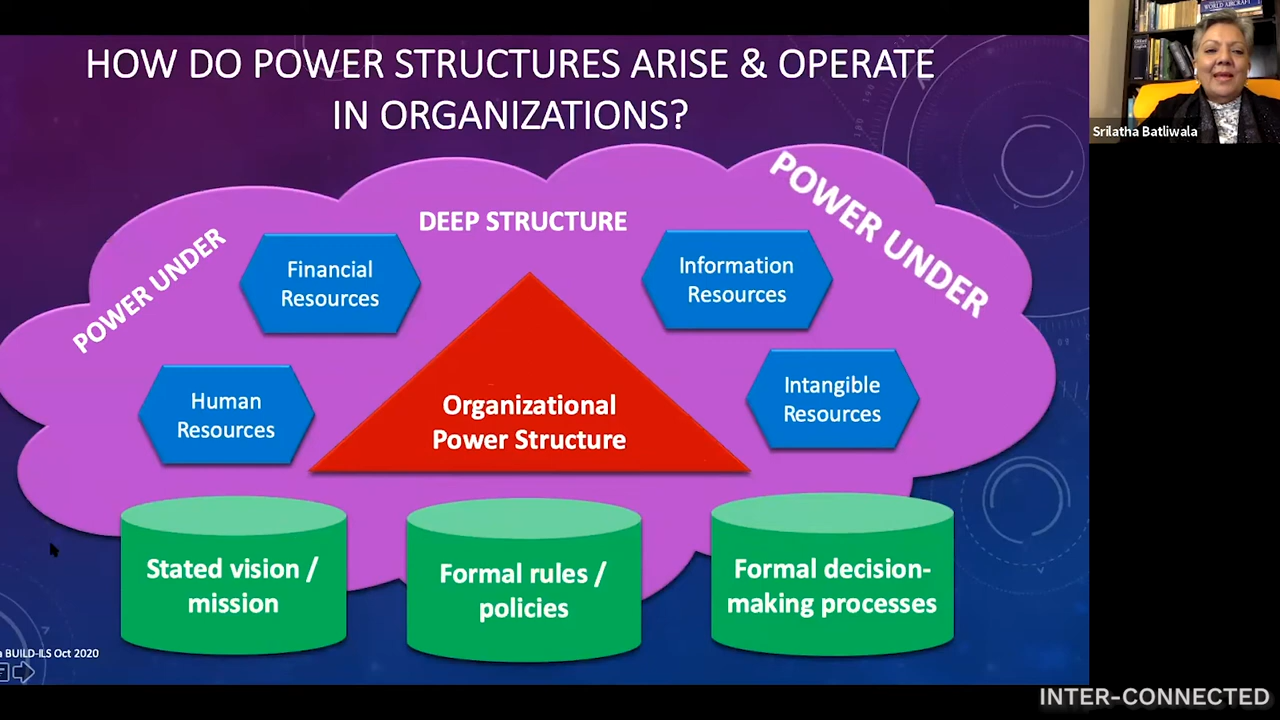 HOW DO POWER STRUCTURES ARISE & OPERATE
IN ORGANIZATIONS?
Srilatha Batliwala
POWER UNDER
DEEP STRUCTURE
POWER UNDER
Financial
Resources
Information
Resources
Human
Resources
Organizational
Power Structure
Intangible
Resources
Stated vision /
mission
Formal rules /
policies
Formal decision-
making processes
BUILD-ILS Oct 2020
INTER-CONNECTED
WORLD AIRCRAFT